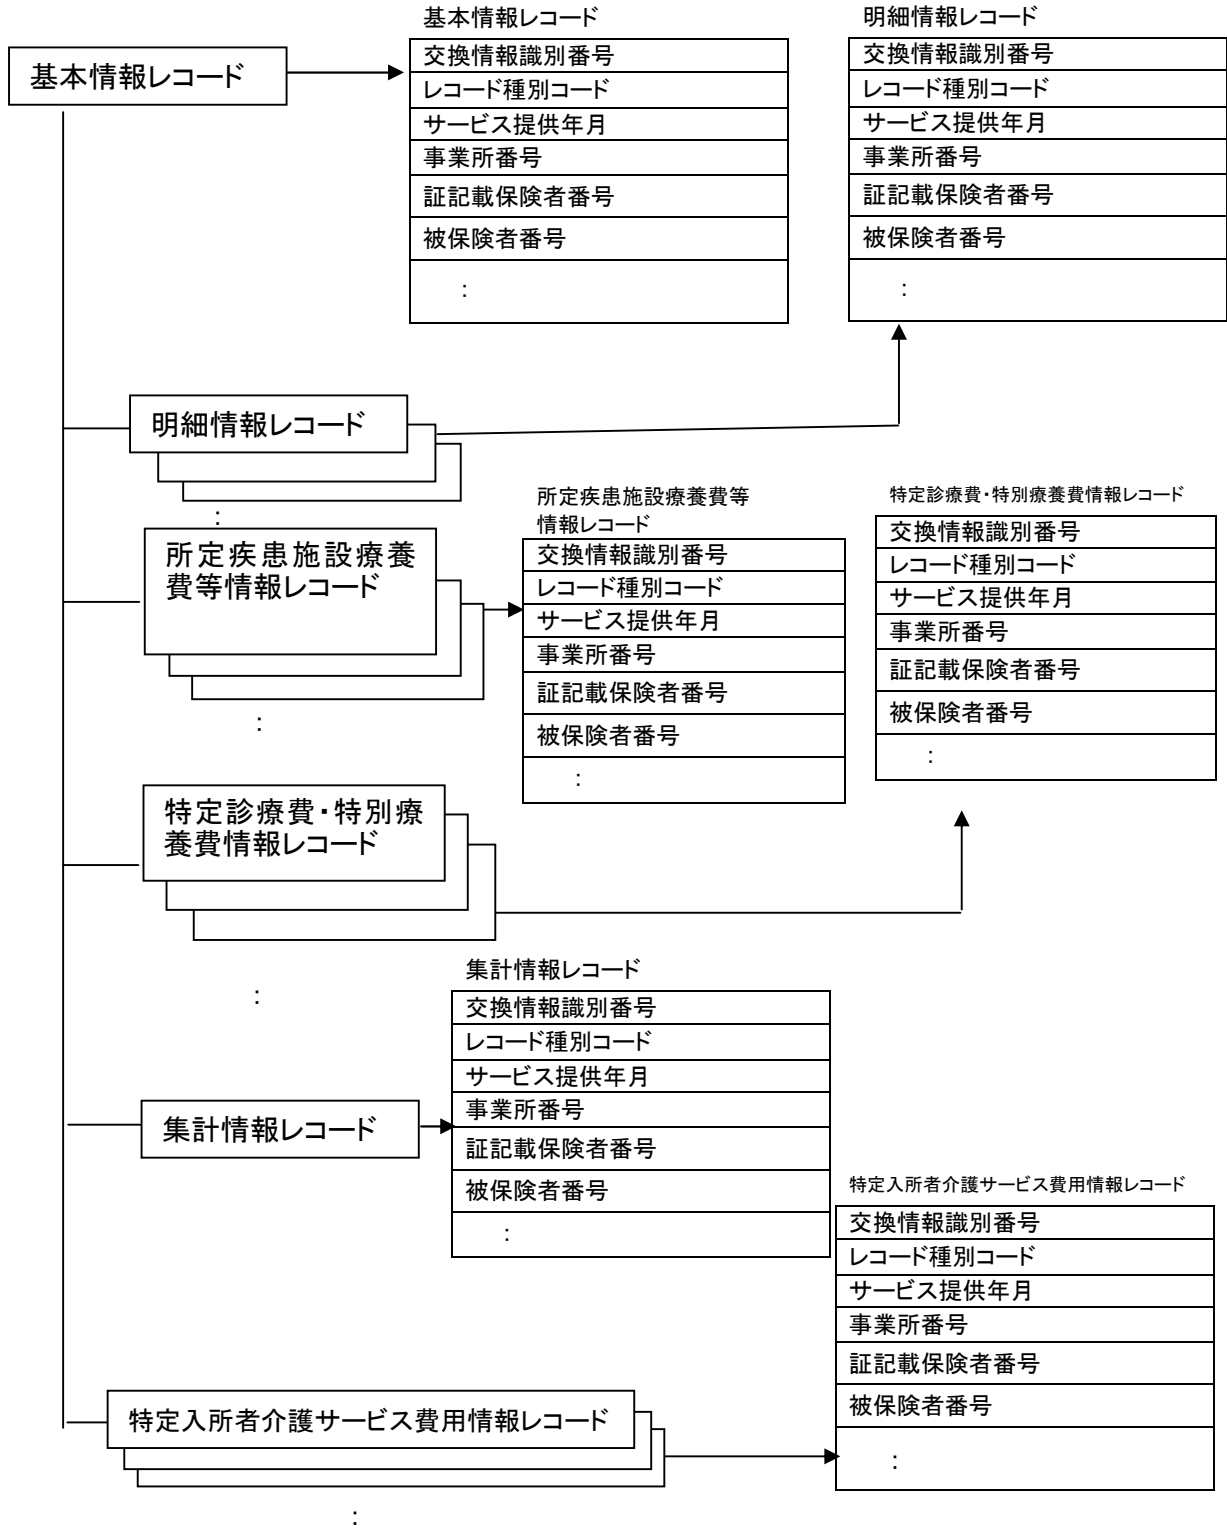 基本情報レコード
基本情報レコード
交換情報識別番号
レコード種別コード
サービス提供年月
事業所番号
証記載保険者番号
被保険者番号
:
明細情報レコード
交換情報識別番号
レコード種別コード
サービス提供年月
事業所番号
証記載保険者番号
被保険者番号
:
明細情報レコード
:
所定疾患施設療養
費等情報レコード
:
所定疾患施設療養費等
情報レコード
交換情報識別番号
レコード種別コード
サービス提供年月
事業所番号
証記載保険者番号
被保険者番号
:
特定診療費・特別療養費情報レコード
交換情報識別番号
レコード種別コード
サービス提供年月
事業所番号
証記載保険者番号
被保険者番号
:
特定診療費・特別療
養費情報レコード
:
集計情報レコード
集計情報レコード
交換情報識別番号
レコード種別コード
サービス提供年月
事業所番号
証記載保険者番号
被保険者番号
:
特定入所者介護サービス費用情報レコード
交換情報識別番号
レコード種別コード
サービス提供年月
事業所番号
証記載保険者番号
被保険者番号
:
特定入所者介護サービス費用情報レコード
: